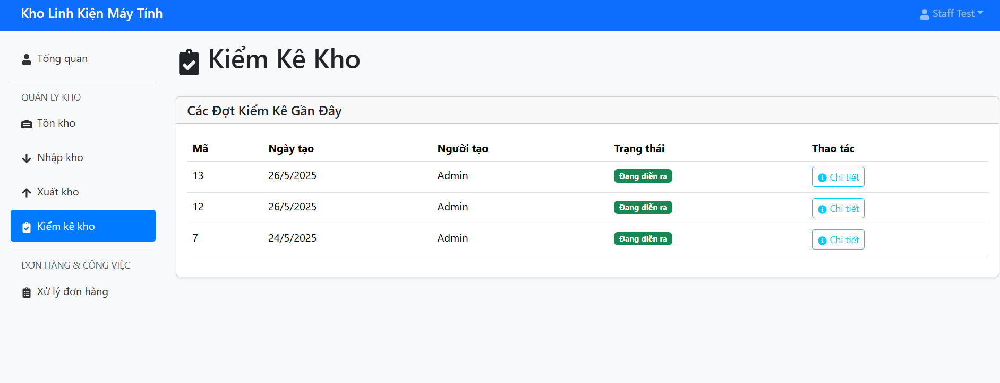 Kho Linh Kiện Máy Tính
Staff Test
Tổng quan
QUẢN LÝ KHO
Tồn kho
Nhập kho
Xuất kho
Kiểm kê kho
ĐƠN HÀNG & CÔNG VIỆC
Xử lý đơn hàng
Kiểm Kê Kho
Các Đợt Kiểm Kê Gần Đây
Mã Ngày tạo Người tạo Trạng thái Thao tác
13 26/5/2025 Admin Đang diễn ra Chi tiết
12 26/5/2025 Admin Đang diễn ra Chi tiết
7 24/5/2025 Admin Đang diễn ra Chi tiết